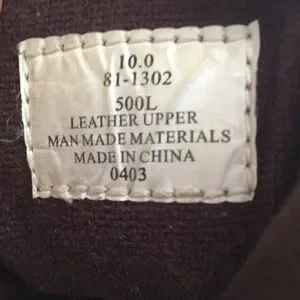 10.0
81-1302
500L
LEATHER UPPER
MAN MADE MATERIALS
MADE IN CHINA
0403